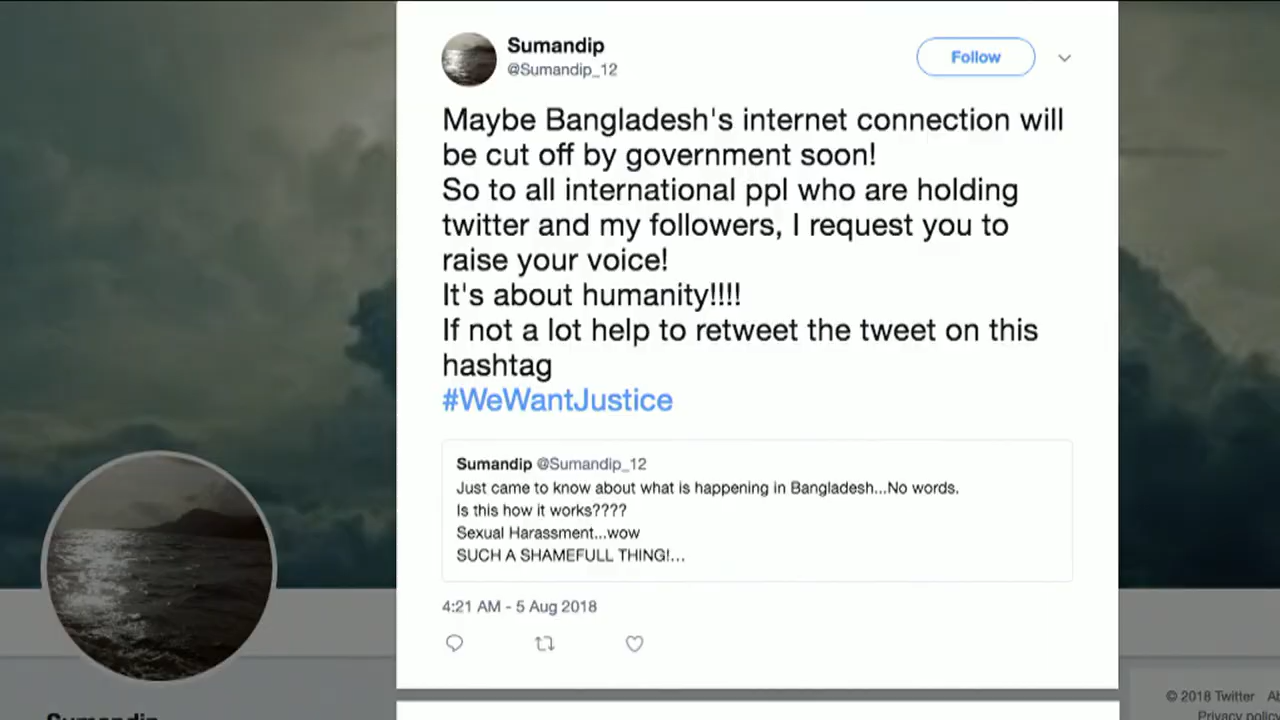 Sumandip
@Sumandip_12
Follow
Maybe Bangladesh's internet connection will
be cut off by government soon!
So to all international ppl who are holding
twitter and my followers, I request you to
raise your voice!
It's about humanity!!!!
If not a lot help to retweet the tweet on this
hashtag
#WeWantJustice
Sumandip @Sumandip_12
Just came to know about what is happening in Bangladesh...No words.
Is this how it works????
Sexual Harassment...wow
SUCH A SHAMEFULL THING!...
4:21 AM - 5 Aug 2018
Sumandip
© 2018 Twitter
Privacy policy